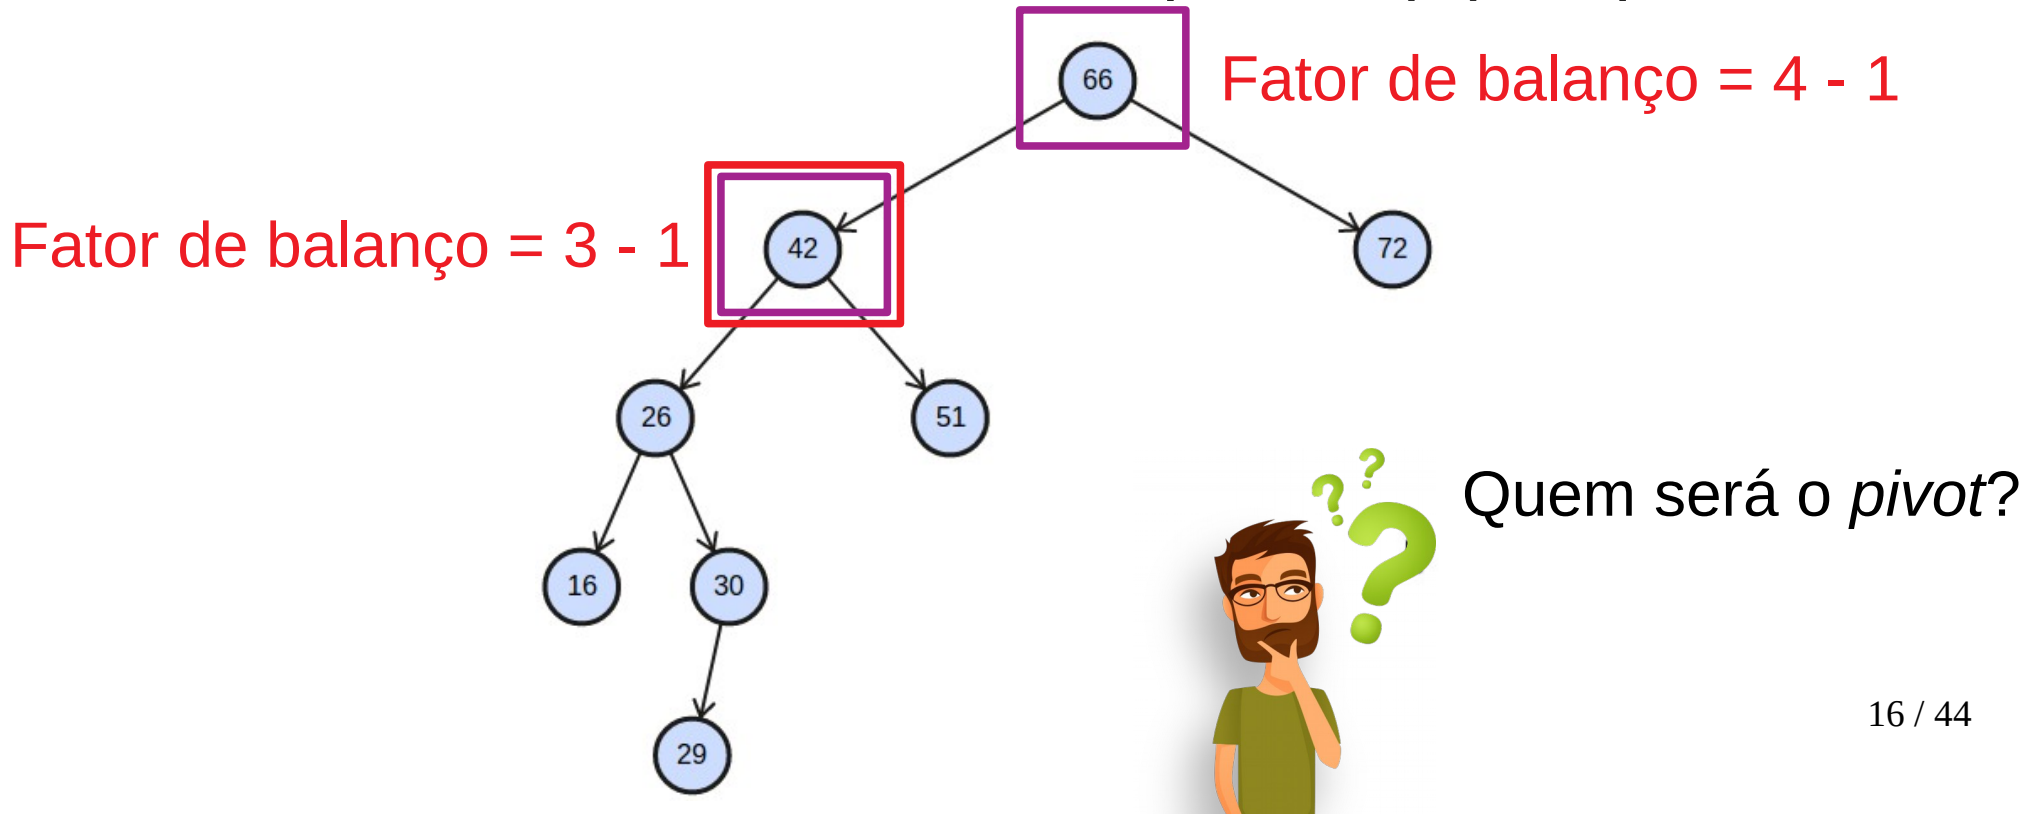 66
Fator de balanço = 4 - 1
Fator de balanço = 3 - 1
42
72
26
51
Quem será o pivot?
16
30
16 / 44
29